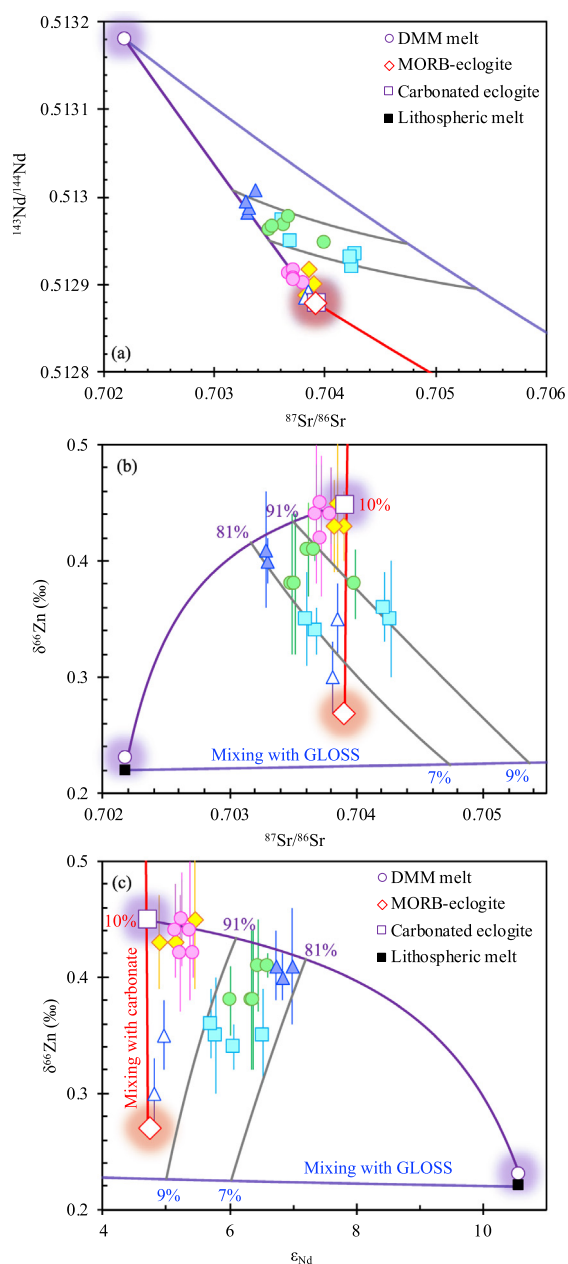 0.5132
0.5131
0.513
0.5129
0.5128
¹⁴³Nd/¹⁴⁴Nd
DMM melt
MORB-eclogite
Carbonated eclogite
Lithospheric melt
(a)
0.702
0.703
0.704
0.705
0.706
⁸⁷Sr/⁸⁶Sr
0.5
0.4
0.3
0.2
δ⁶⁶Zn (‰)
(b)
91%
10%
81%
Mixing with GLOSS
7%
9%
0.702
0.703
0.704
0.705
⁸⁷Sr/⁸⁶Sr
0.5
0.4
0.3
0.2
δ⁶⁶Zn (‰)
(c)
DMM melt
MORB-eclogite
Carbonated eclogite
Lithospheric melt
10%
91%
81%
Mixing with carbonate
Mixing with GLOSS
9%
7%
4
6
8
10
εNd